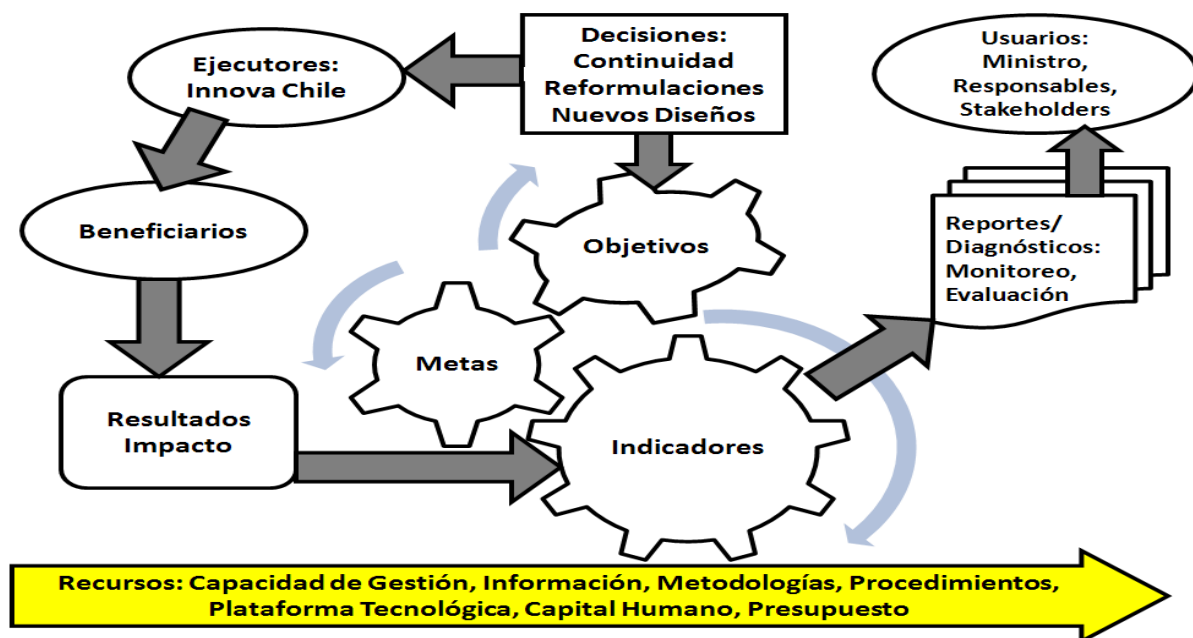 Ejecutores:
Innova Chile
Decisiones:
Continuidad
Reformulaciones
Nuevos Diseños
Usuarios:
Ministro,
Responsables,
Stakeholders
Beneficiarios
Objetivos
Reportes/
Diagnósticos:
Monitoreo,
Evaluación
Metas
Resultados
Impacto
Indicadores
Recursos: Capacidad de Gestión, Información, Metodologías, Procedimientos,
Plataforma Tecnológica, Capital Humano, Presupuesto